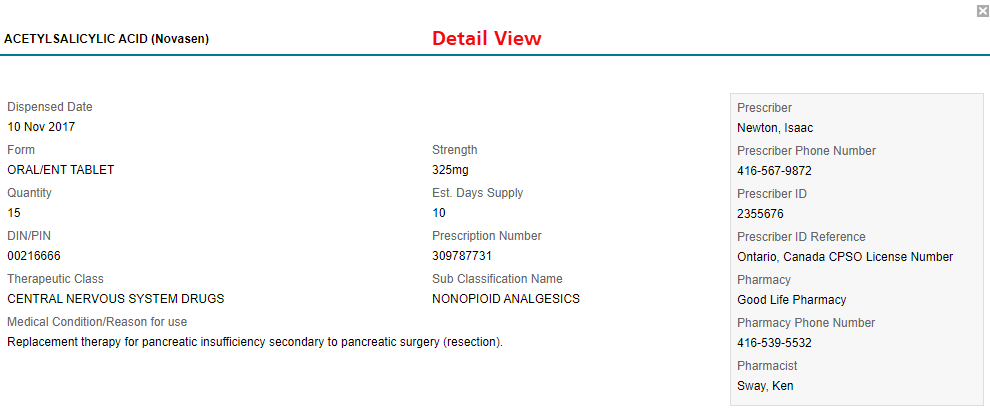 ACETYLSALICYLIC ACID (Novasen)
Detail View
Dispensed Date
10 Nov 2017
Form
ORAL/ENT TABLET
Strength
325mg
Quantity
15
Est. Days Supply
10
DIN/PIN
00216666
Prescription Number
309787731
Therapeutic Class
CENTRAL NERVOUS SYSTEM DRUGS
Sub Classification Name
NONOPIOID ANALGESICS
Medical Condition/Reason for use
Replacement therapy for pancreatic insufficiency secondary to pancreatic surgery (resection).
Prescriber
Newton, Isaac
Prescriber Phone Number
416-567-9872
Prescriber ID
2355676
Prescriber ID Reference
Ontario, Canada CPSO License Number
Pharmacy
Good Life Pharmacy
Pharmacy Phone Number
416-539-5532
Pharmacist
Sway, Ken